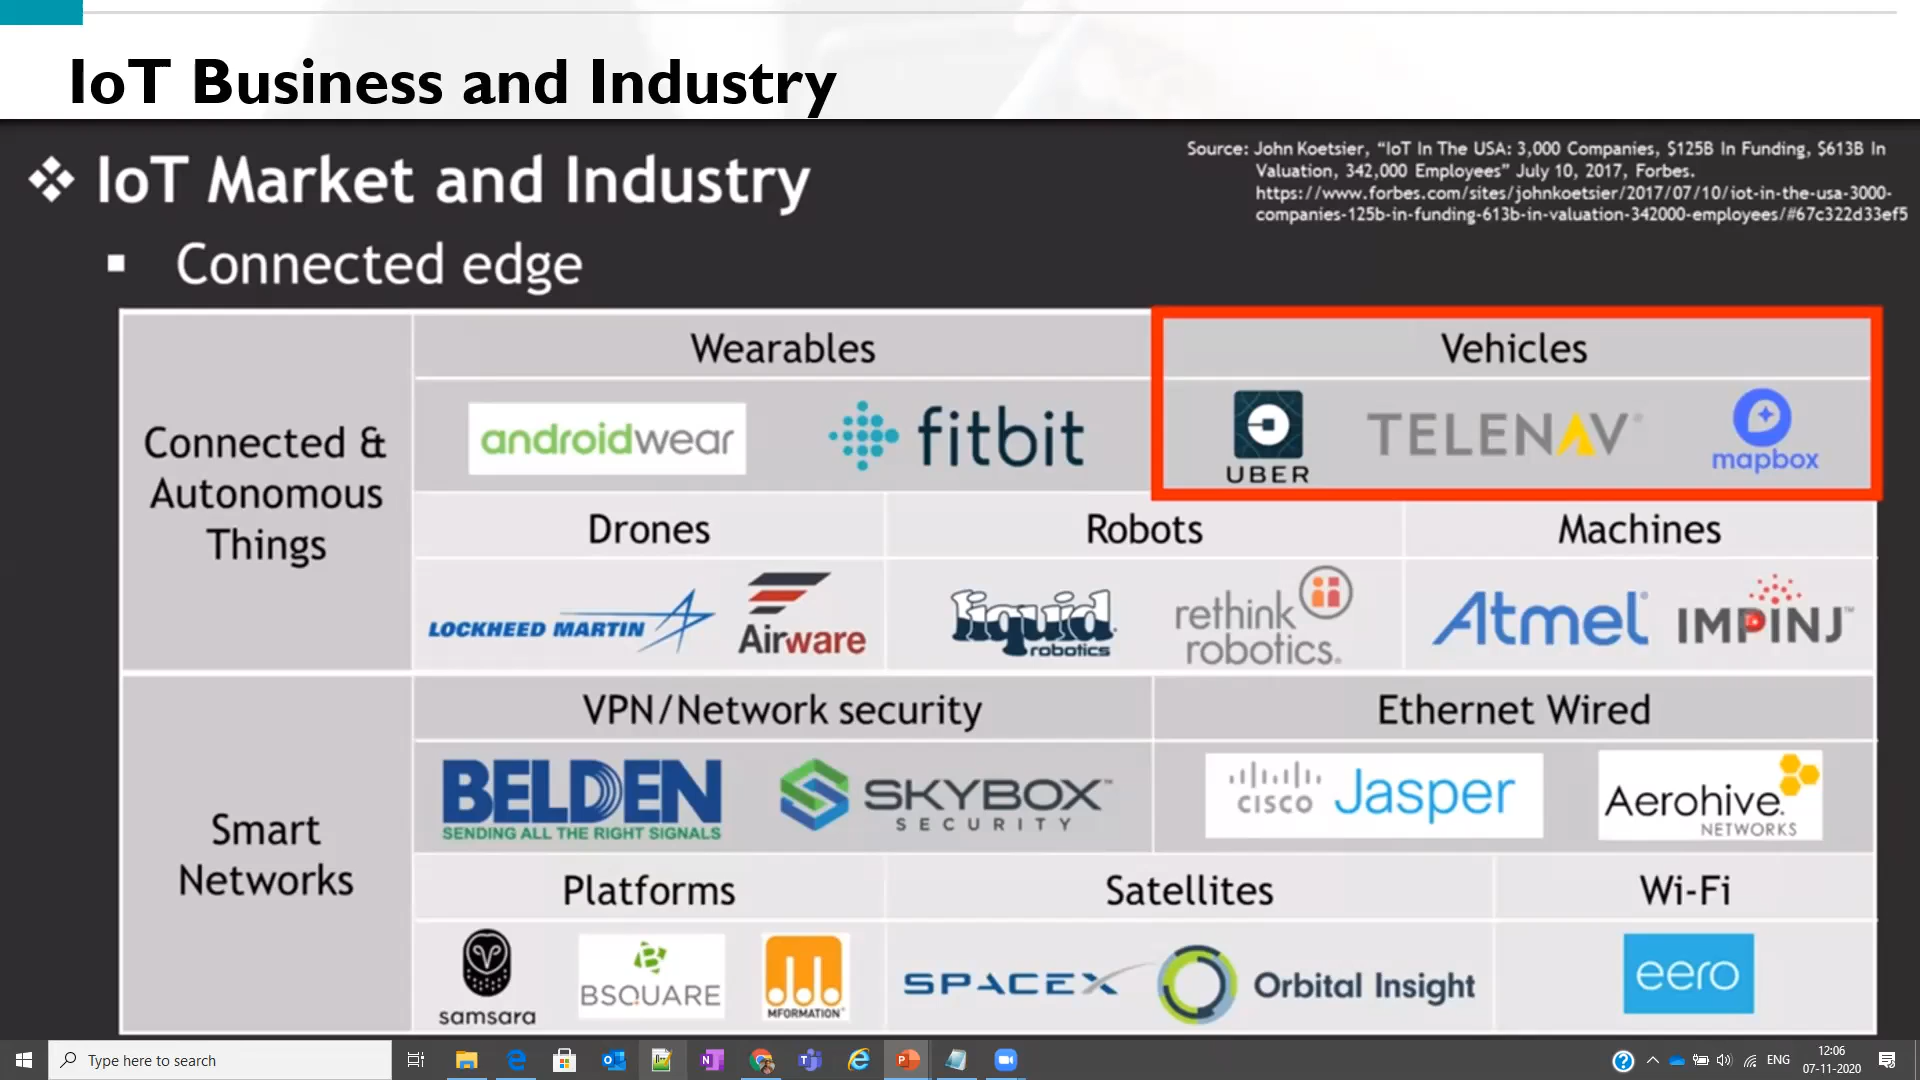 IoT Business and Industry
❖ IoT Market and Industry
Source: John Koetsier, “IoT In The USA: 3,000 Companies, $125B In Funding, $613B In
Valuation, 342,000 Employees” July 10, 2017, Forbes.
https://www.forbes.com/sites/johnkoetsier/2017/07/10/iot-in-the-usa-3000-
companies-125b-in-funding-613b-in-valuation-342000-employees/#67c322d33ef5
▪ Connected edge
Connected &
Autonomous
Things
Wearables
Vehicles
androidwear
fitbit
UBER
TELENAV®
mapbox
Drones
Robots
Machines
LOCKHEED MARTIN
Airware
liquid
robotics
rethink
robotics.
Atmel
IMPINJ™
Smart
Networks
VPN/Network security
Ethernet Wired
BELDEN
SENDING ALL THE RIGHT SIGNALS
SKYBOX™
SECURITY
CISCO
Jasper
Aerohive.
NETWORKS
Platforms
Satellites
Wi-Fi
samsara
BSQUARE
MFORMATION
SPACEX
Orbital Insight
eero
Type here to search
ENG
12:06
07-11-2020